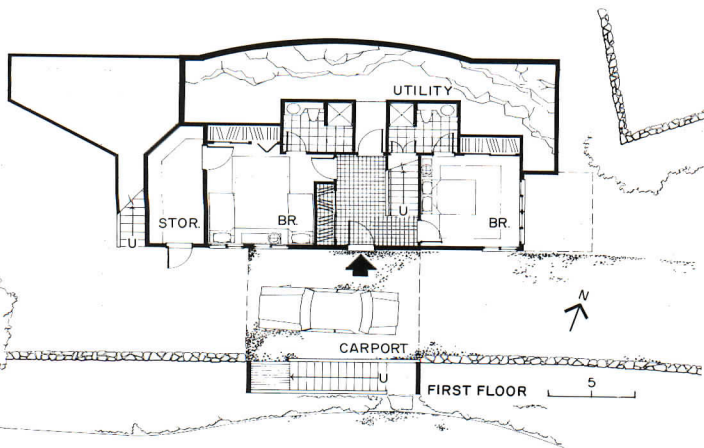 UTILITY
STOR.
BR.
U
BR.
U
N
CARPORT
U
FIRST FLOOR
5